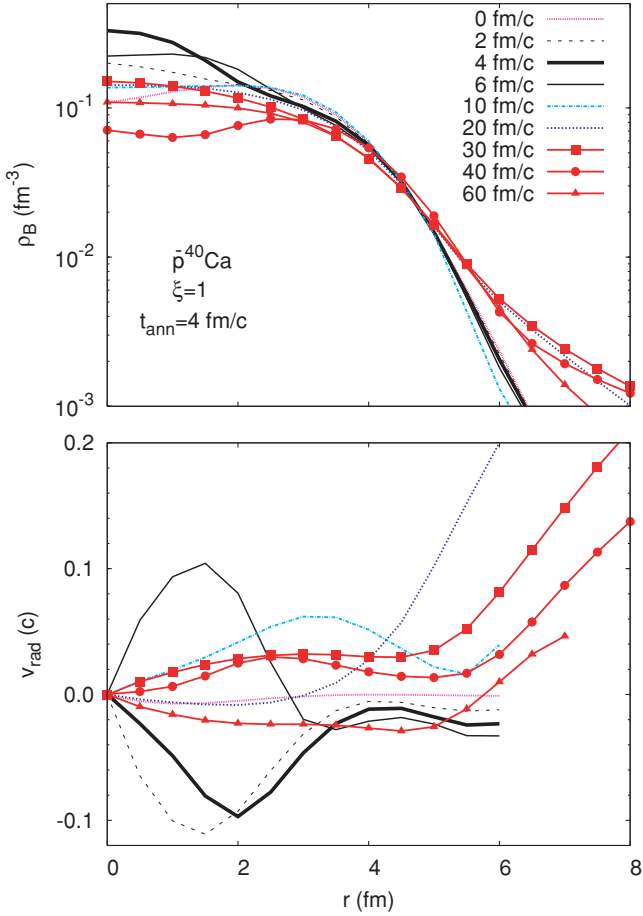 0 fm/c
2 fm/c
4 fm/c
6 fm/c
10 fm/c
20 fm/c
30 fm/c
40 fm/c
60 fm/c
10⁻¹
10⁻²
10⁻³
ρB (fm⁻³)
p̄⁴⁰Ca
ξ=1
tann=4 fm/c
0.2
0.1
0.0
-0.1
vrad (c)
0 2 4 6 8
r (fm)